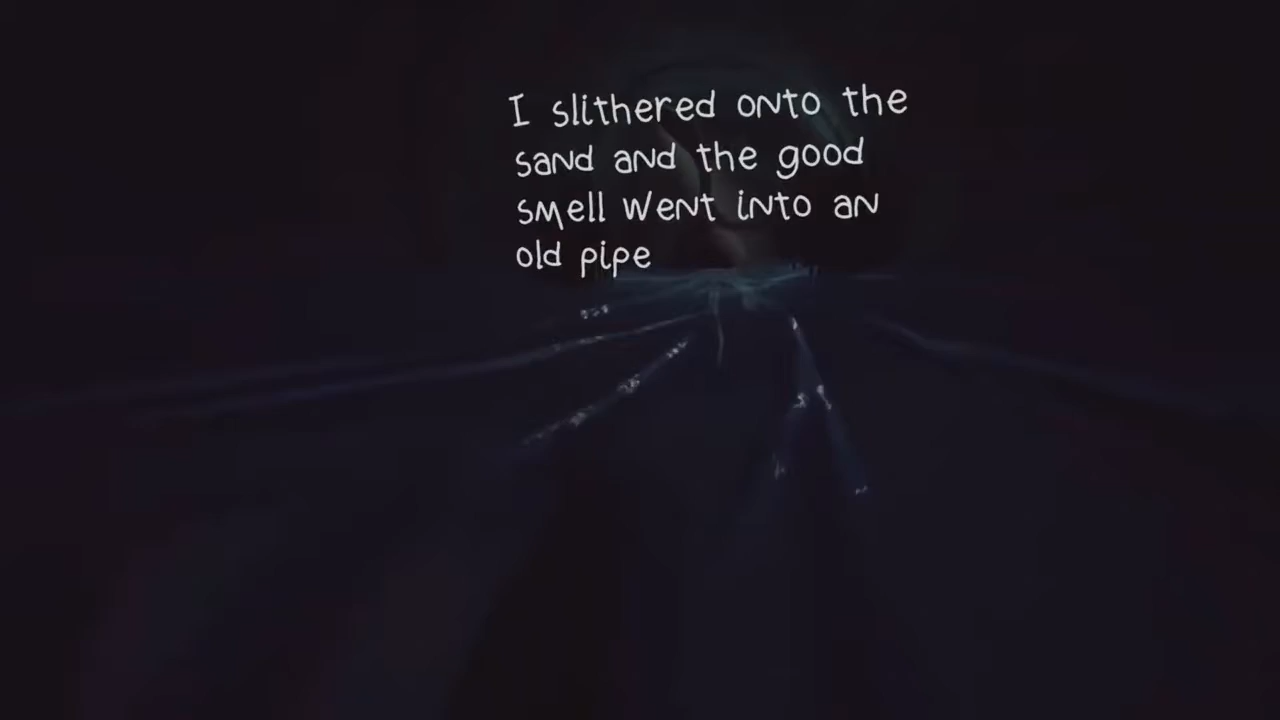 I slithered onto the
sand and the good
smell went into an
old pipe